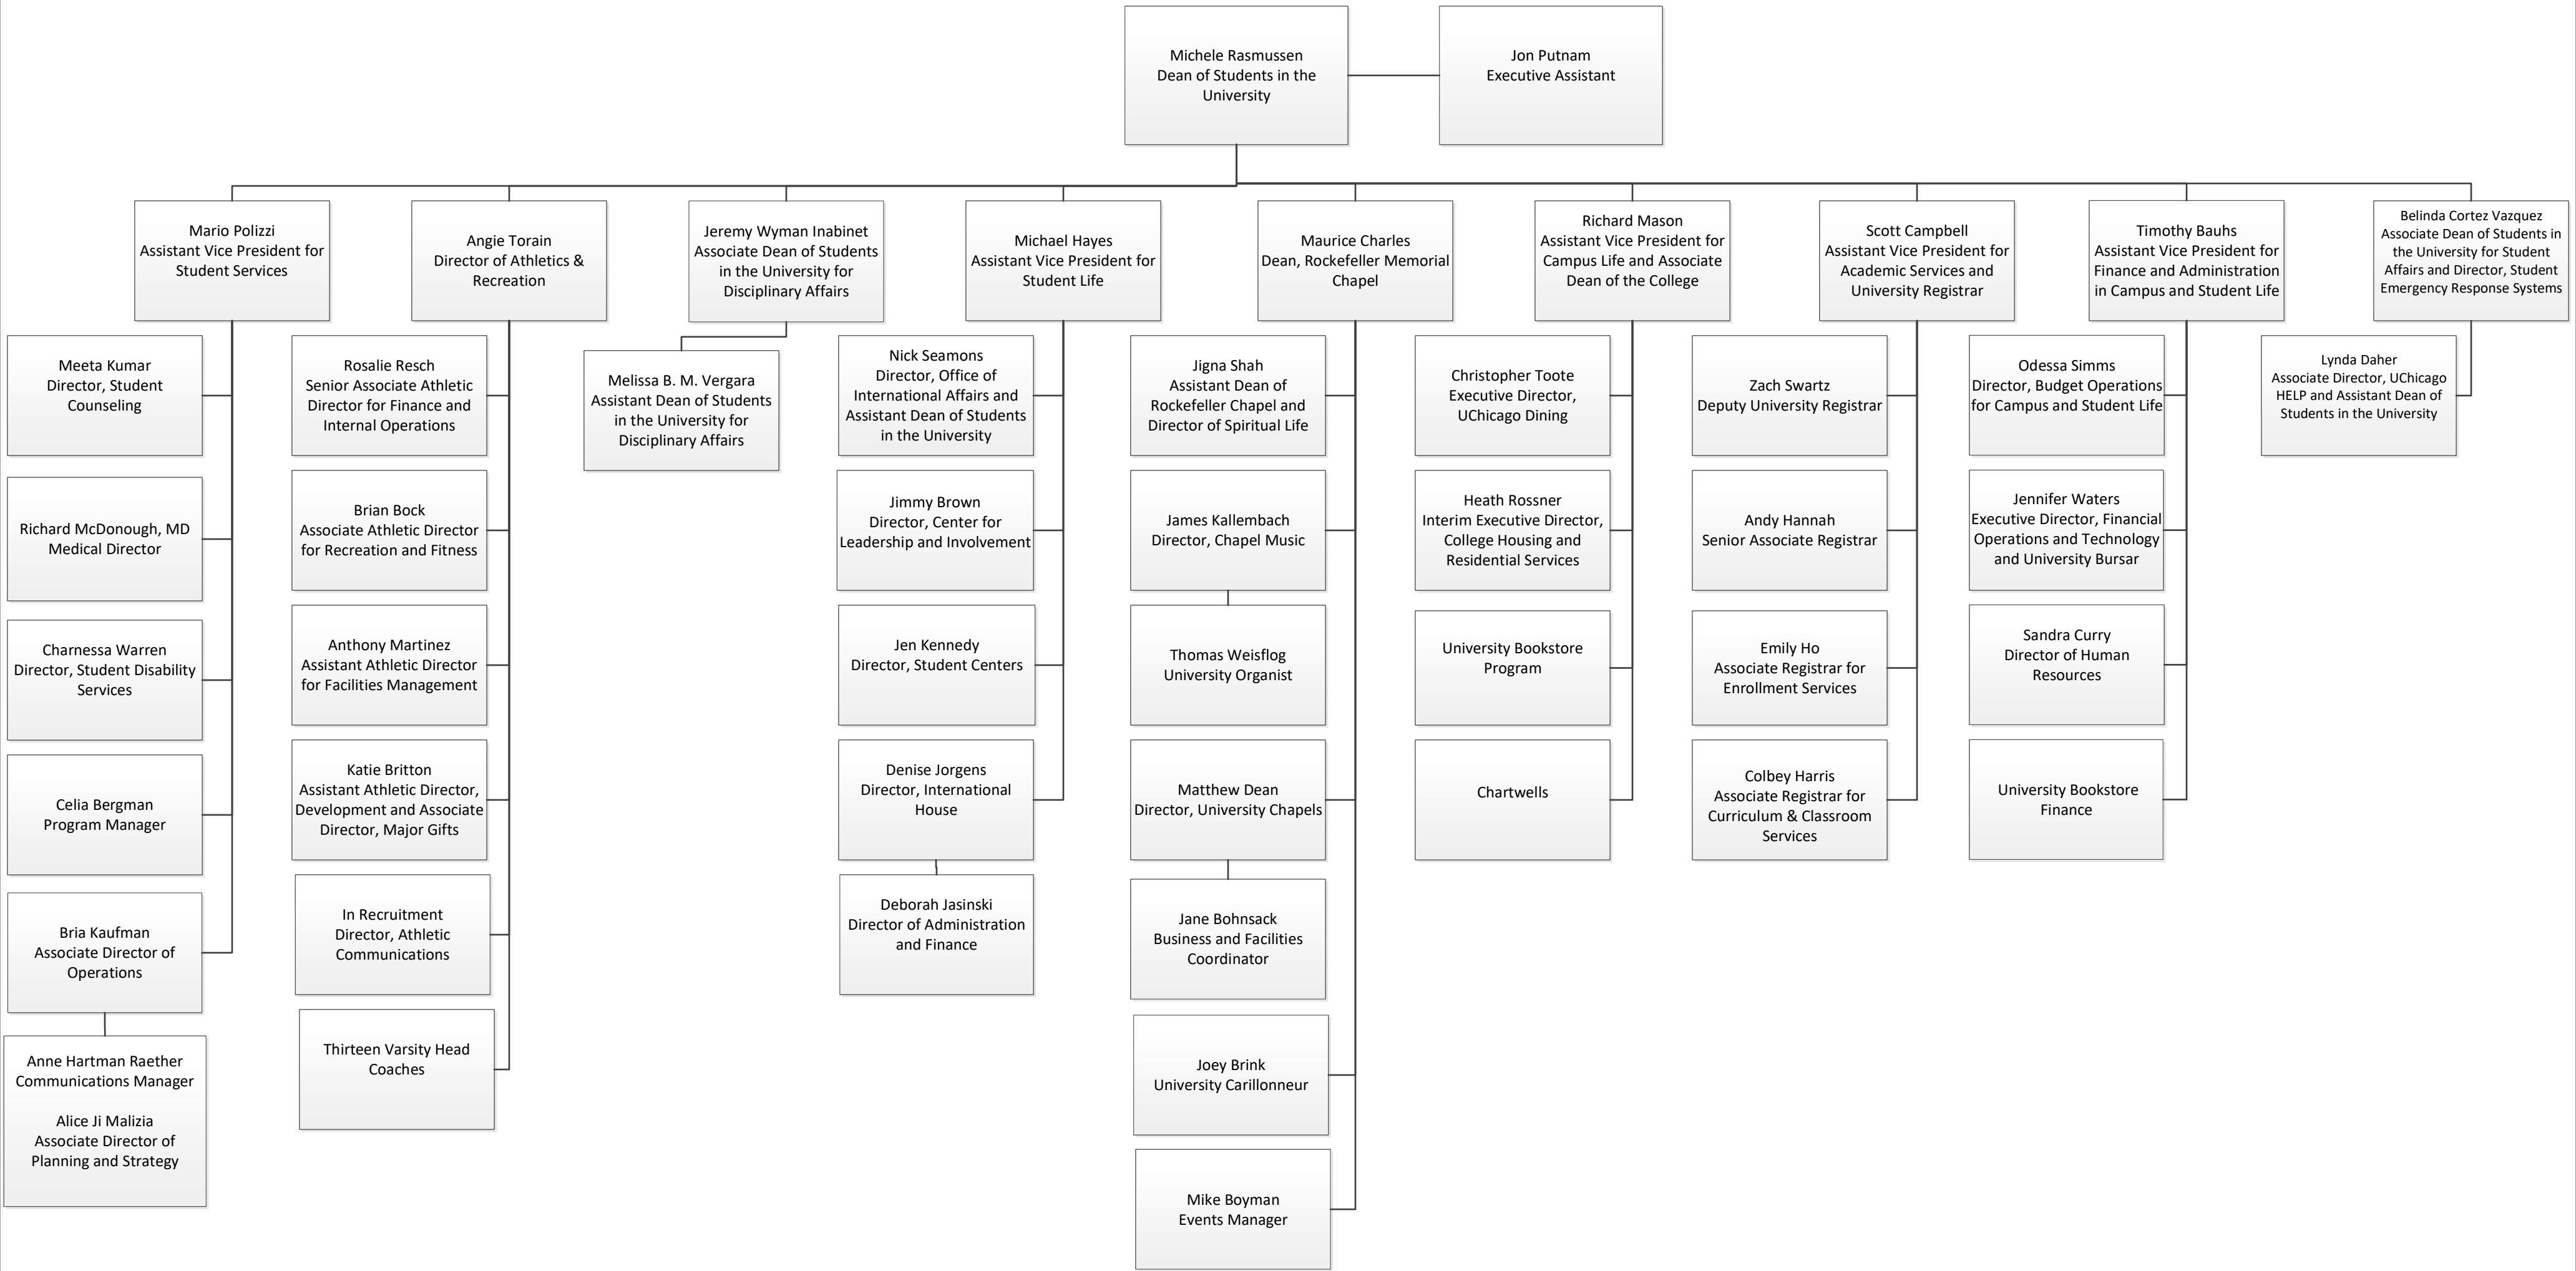 Michele Rasmussen
Dean of Students in the
University
Jon Putnam
Executive Assistant
Mario Polizzi
Assistant Vice President for
Student Services
Angie Torain
Director of Athletics &
Recreation
Jeremy Wyman Inabinet
Associate Dean of Students
in the University for
Disciplinary Affairs
Michael Hayes
Assistant Vice President for
Student Life
Maurice Charles
Dean, Rockefeller Memorial
Chapel
Richard Mason
Assistant Vice President for
Campus Life and Associate
Dean of the College
Scott Campbell
Assistant Vice President for
Academic Services and
University Registrar
Timothy Bauhs
Assistant Vice President for
Finance and Administration
in Campus and Student Life
Belinda Cortez Vazquez
Associate Dean of Students in
the University for Student
Affairs and Director, Student
Emergency Response Systems
Meeta Kumar
Director, Student
Counseling
Richard McDonough, MD
Medical Director
Charnessa Warren
Director, Student Disability
Services
Celia Bergman
Program Manager
Bria Kaufman
Associate Director of
Operations
Anne Hartman Raether
Communications Manager
Alice Ji Malizia
Associate Director of
Planning and Strategy
Rosalie Resch
Senior Associate Athletic
Director for Finance and
Internal Operations
Brian Bock
Associate Athletic Director
for Recreation and Fitness
Anthony Martinez
Assistant Athletic Director
for Facilities Management
Katie Britton
Assistant Athletic Director,
Development and Associate
Director, Major Gifts
In Recruitment
Director, Athletic
Communications
Thirteen Varsity Head
Coaches
Melissa B. M. Vergara
Assistant Dean of Students
in the University for
Disciplinary Affairs
Nick Seamons
Director, Office of
International Affairs and
Assistant Dean of Students
in the University
Jimmy Brown
Director, Center for
Leadership and Involvement
Jen Kennedy
Director, Student Centers
Denise Jorgens
Director, International
House
Deborah Jasinski
Director of Administration
and Finance
Jigna Shah
Assistant Dean of
Rockefeller Chapel and
Director of Spiritual Life
James Kallembach
Director, Chapel Music
Thomas Weisflog
University Organist
Matthew Dean
Director, University Chapels
Jane Bohnsack
Business and Facilities
Coordinator
Joey Brink
University Carillonneur
Mike Boyman
Events Manager
Christopher Toote
Executive Director,
UChicago Dining
Heath Rossner
Interim Executive Director,
College Housing and
Residential Services
University Bookstore
Program
Chartwells
Zach Swartz
Deputy University Registrar
Andy Hannah
Senior Associate Registrar
Emily Ho
Associate Registrar for
Enrollment Services
Colbey Harris
Associate Registrar for
Curriculum & Classroom
Services
Odessa Simms
Director, Budget Operations
for Campus and Student Life
Jennifer Waters
Executive Director, Financial
Operations and Technology
and University Bursar
Sandra Curry
Director of Human
Resources
University Bookstore
Finance
Lynda Daher
Associate Director, UChicago
HELP and Assistant Dean of
Students in the University